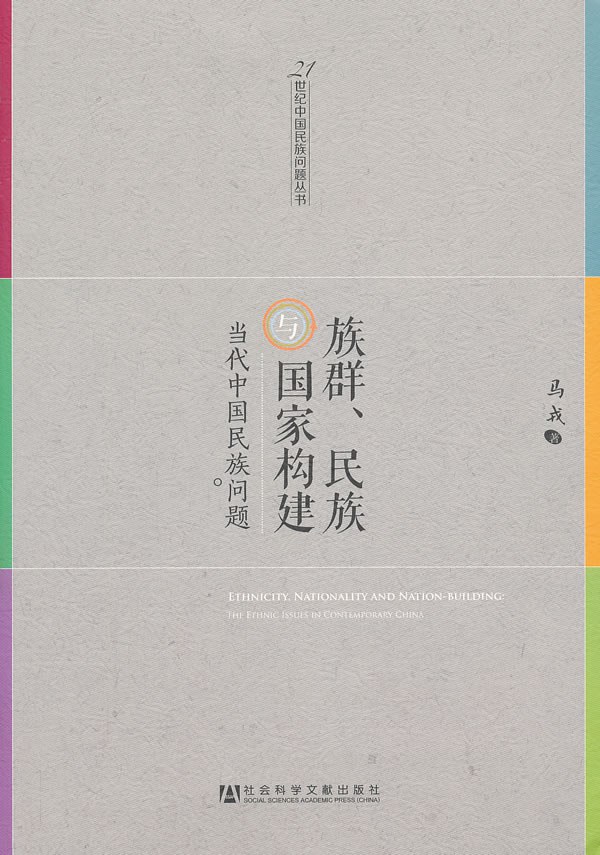 21世纪中国民族问题丛书
族群、民族
与国家构建
当代中国民族问题。
马戎 著
ETHNICITY, NATIONALITY AND NATION-BUILDING:
THE ETHNIC ISSUES IN CONTEMPORARY CHINA
社会科学文献出版社
SOCIAL SCIENCES ACADEMIC PRESS (CHINA)